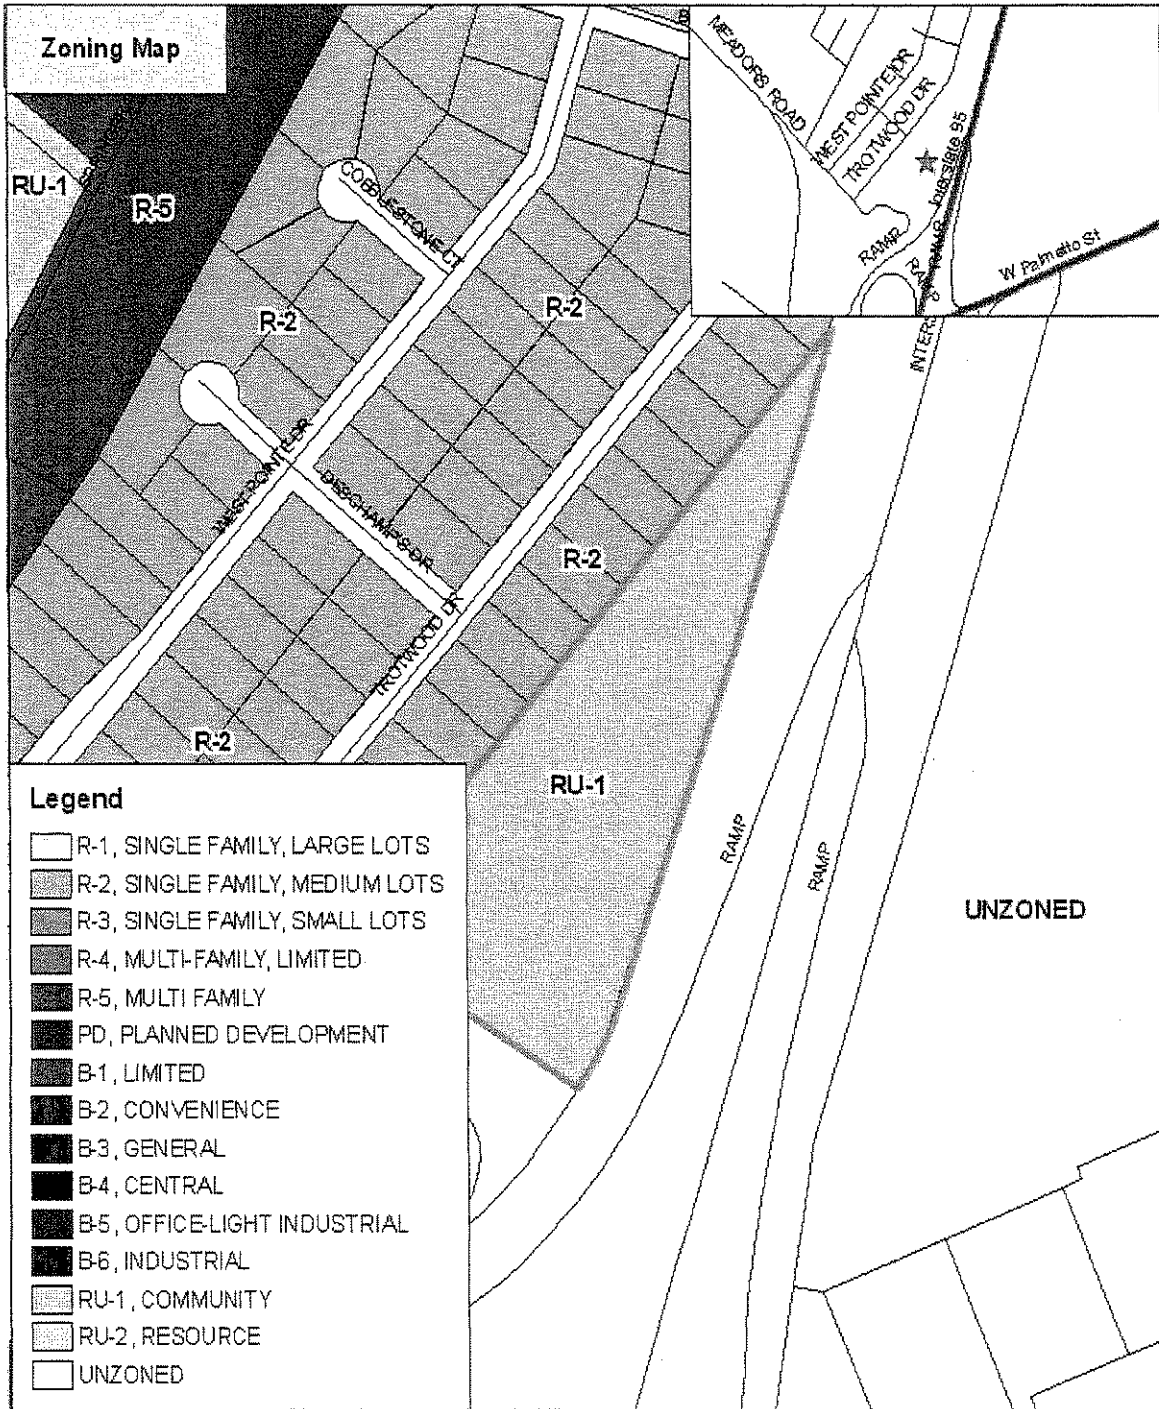 Zoning Map
RU-1
R-5
COBBLESTONE CT
R-2
R-2
WEST POINTE DR
DESCHAMPS DR
R-2
TROTWOOD DR
R-2
RU-1
RAMP
RAMP
UNZONED
MEADORS ROAD
WEST POINTE DR
TROTWOOD DR
Interstate 95
RAMP
RAMP
W Palmetto St
Legend
R-1, SINGLE FAMILY, LARGE LOTS
R-2, SINGLE FAMILY, MEDIUM LOTS
R-3, SINGLE FAMILY, SMALL LOTS
R-4, MULTI-FAMILY, LIMITED
R-5, MULTI FAMILY
PD, PLANNED DEVELOPMENT
B-1, LIMITED
B-2, CONVENIENCE
B-3, GENERAL
B-4, CENTRAL
B-5, OFFICE-LIGHT INDUSTRIAL
B-6, INDUSTRIAL
RU-1, COMMUNITY
RU-2, RESOURCE
UNZONED